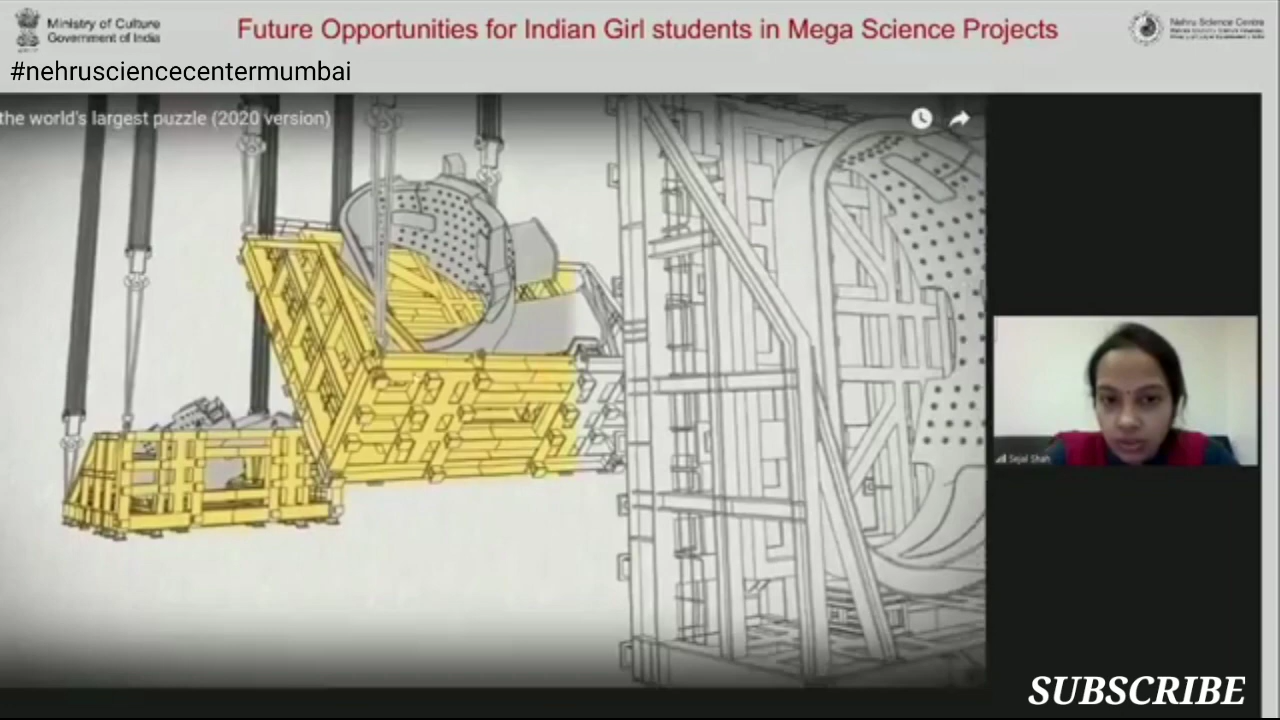 Ministry of Culture
Government of India
Future Opportunities for Indian Girl students in Mega Science Projects
Nehru Science Centre
#nehrusciencecentermumbai
the world's largest puzzle (2020 version)
Sejal Shah
SUBSCRIBE